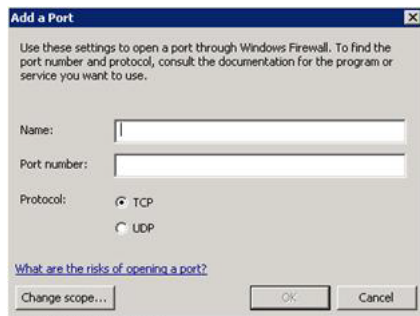 Add a Port
Use these settings to open a port through Windows Firewall. To find the
port number and protocol, consult the documentation for the program or
service you want to use.
Name:
Port number:
Protocol:
TCP
UDP
What are the risks of opening a port?
Change scope...
OK
Cancel